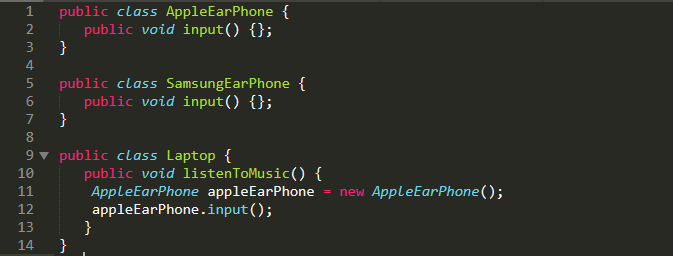 1 public class AppleEarPhone {
2 public void input() {};
3 }
4
5 public class SamsungEarPhone {
6 public void input() {};
7 }
8
9 public class Laptop {
10 public void listenToMusic() {
11 AppleEarPhone appleEarPhone = new AppleEarPhone();
12 appleEarPhone.input();
13 }
14 }